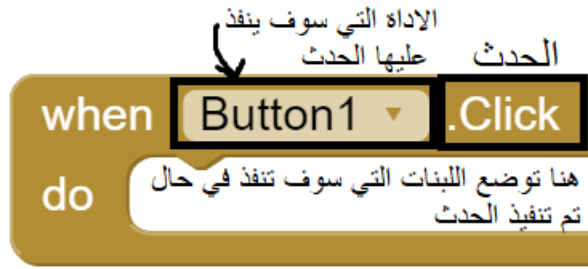 الاداة التي سوف ينفذ
عليها الحدث
الحدث
when Button1 .Click
do
هنا توضع اللبنات التي سوف تنفذ في حال
تم تنفيذ الحدث